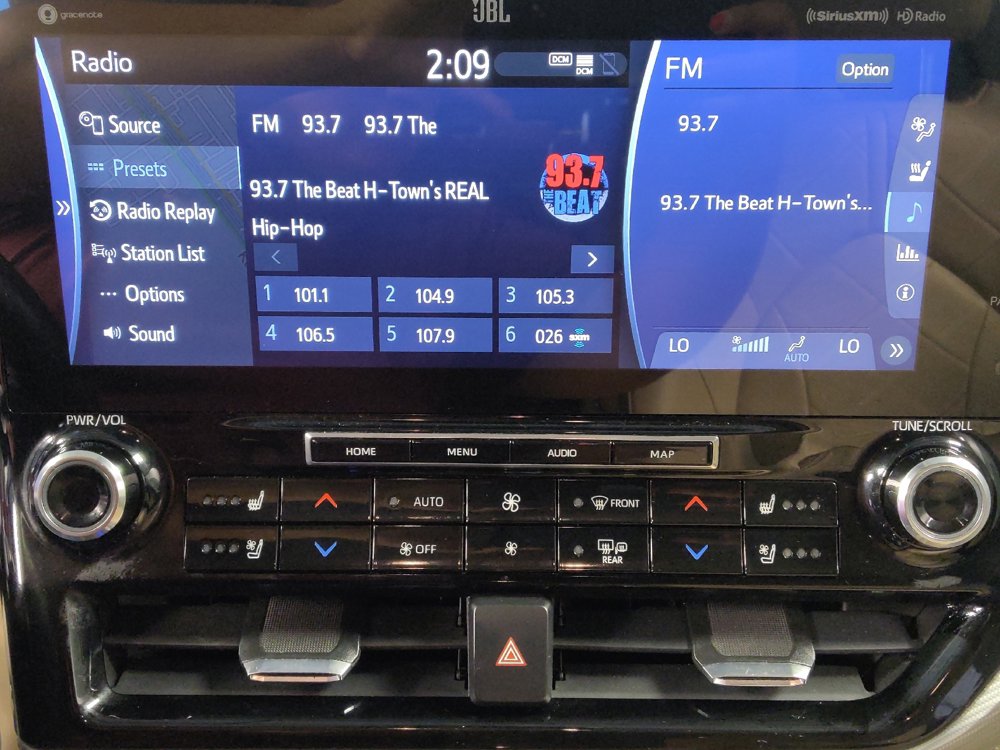 gracenote
JBL
((SiriusXM)) HD Radio
Radio
2:09
DCM
DCM
FM
Option
Source
Presets
Radio Replay
Station List
Options
Sound
FM 93.7 93.7 The
93.7 The Beat H-Town's REAL
Hip-Hop
93.7
THE
BEAT
1 101.1
2 104.9
3 105.3
4 106.5
5 107.9
6 026 sxm
93.7
93.7 The Beat H-Town's...
LO
AUTO
LO
PA
PWR/VOL
TUNE/SCROLL
HOME
MENU
AUDIO
MAP
AUTO
FRONT
OFF
REAR